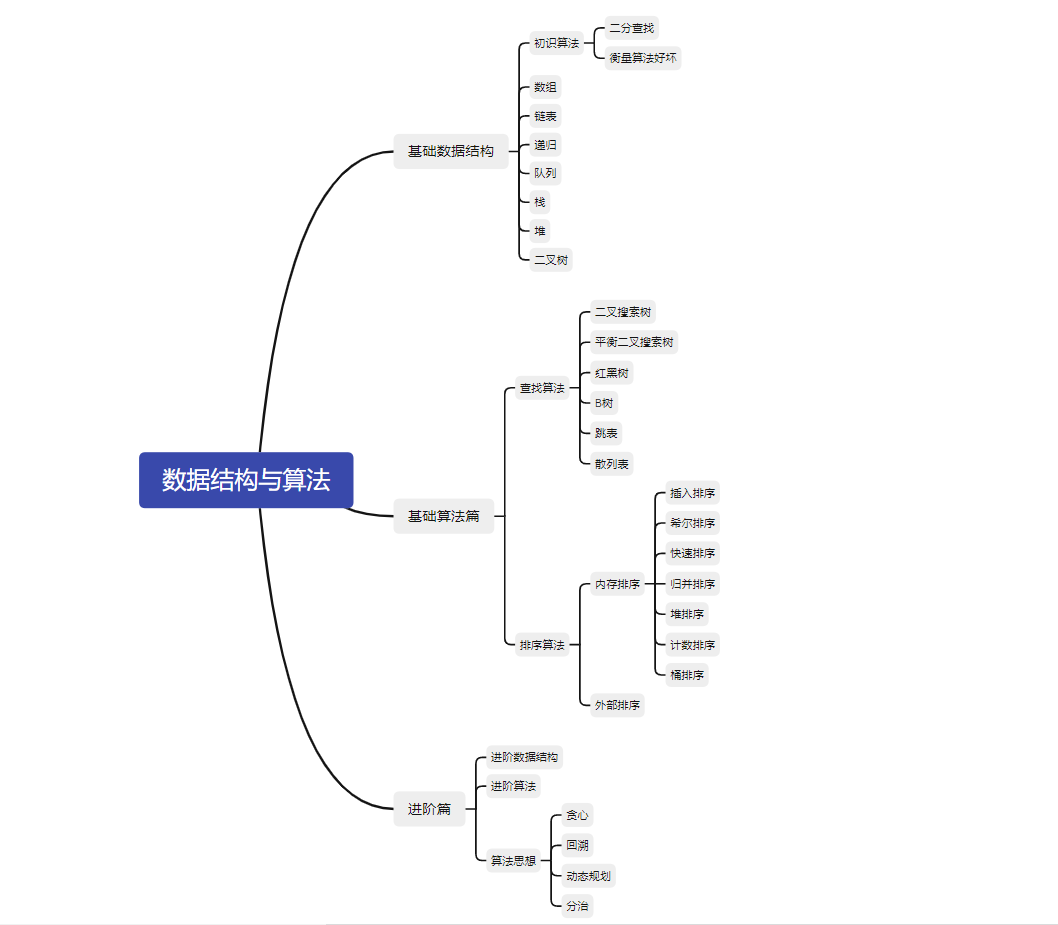 数据结构与算法
基础数据结构
初识算法
二分查找
衡量算法好坏
数组
链表
递归
队列
栈
堆
二叉树
基础算法篇
查找算法
二叉搜索树
平衡二叉搜索树
红黑树
B树
跳表
散列表
排序算法
内存排序
插入排序
希尔排序
快速排序
归并排序
堆排序
计数排序
桶排序
外部排序
进阶篇
进阶数据结构
进阶算法
算法思想
贪心
回溯
动态规划
分治